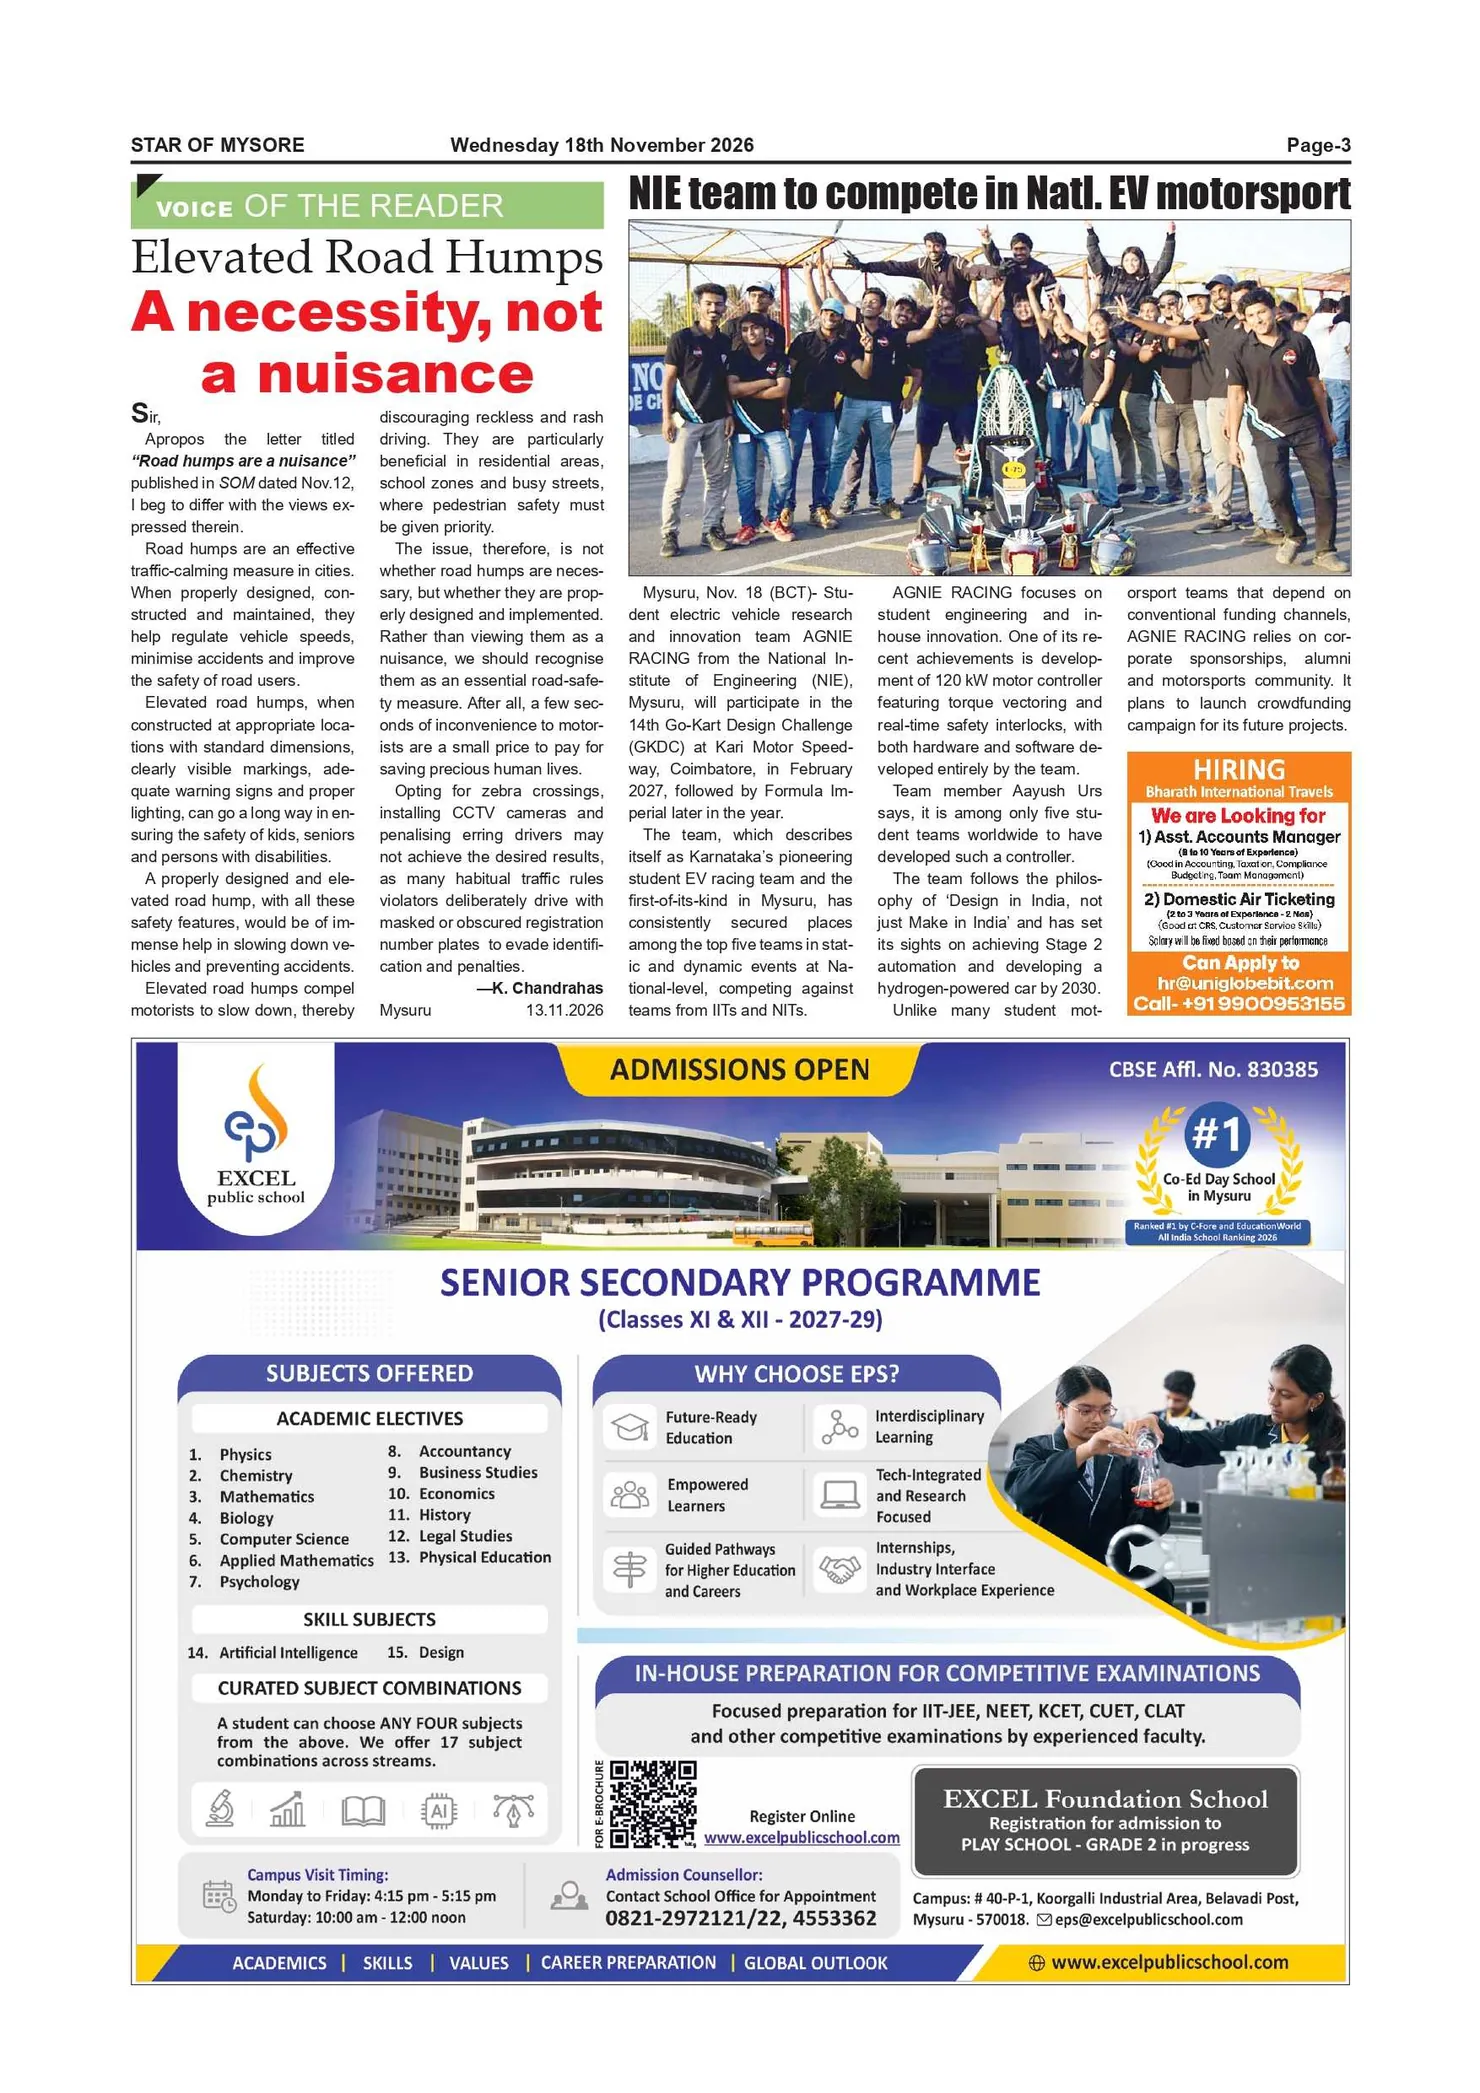 STAR OF MYSORE Wednesday 18th November 2026 Page-3
VOICE OF THE READER
Elevated Road Humps
A necessity, not
a nuisance
Sir,
Apropos the letter titled
“Road humps are a nuisance”
published in SOM dated Nov.12,
I beg to differ with the views ex-
pressed therein.
Road humps are an effective
traffic-calming measure in cities.
When properly designed, con-
structed and maintained, they
help regulate vehicle speeds,
minimise accidents and improve
the safety of road users.
Elevated road humps, when
constructed at appropriate loca-
tions with standard dimensions,
clearly visible markings, ade-
quate warning signs and proper
lighting, can go a long way in en-
suring the safety of kids, seniors
and persons with disabilities.
A properly designed and ele-
vated road hump, with all these
safety features, would be of im-
mense help in slowing down ve-
hicles and preventing accidents.
Elevated road humps compel
motorists to slow down, thereby
discouraging reckless and rash
driving. They are particularly
beneficial in residential areas,
school zones and busy streets,
where pedestrian safety must
be given priority.
The issue, therefore, is not
whether road humps are neces-
sary, but whether they are prop-
erly designed and implemented.
Rather than viewing them as a
nuisance, we should recognise
them as an essential road-safe-
ty measure. After all, a few sec-
onds of inconvenience to motor-
ists are a small price to pay for
saving precious human lives.
Opting for zebra crossings,
installing CCTV cameras and
penalising erring drivers may
not achieve the desired results,
as many habitual traffic rules
violators deliberately drive with
masked or obscured registration
number plates to evade identifi-
cation and penalties.
—K. Chandrahas
Mysuru 13.11.2026
NIE team to compete in Natl. EV motorsport
NO
DE CH
E-75
Mysuru, Nov. 18 (BCT)- Stu-
dent electric vehicle research
and innovation team AGNIE
RACING from the National In-
stitute of Engineering (NIE),
Mysuru, will participate in the
14th Go-Kart Design Challenge
(GKDC) at Kari Motor Speed-
way, Coimbatore, in February
2027, followed by Formula Im-
perial later in the year.
The team, which describes
itself as Karnataka’s pioneering
student EV racing team and the
first-of-its-kind in Mysuru, has
consistently secured places
among the top five teams in stat-
ic and dynamic events at Na-
tional-level, competing against
teams from IITs and NITs.
AGNIE RACING focuses on
student engineering and in-
house innovation. One of its re-
cent achievements is develop-
ment of 120 kW motor controller
featuring torque vectoring and
real-time safety interlocks, with
both hardware and software de-
veloped entirely by the team.
Team member Aayush Urs
says, it is among only five stu-
dent teams worldwide to have
developed such a controller.
The team follows the philos-
ophy of ‘Design in India, not
just Make in India’ and has set
its sights on achieving Stage 2
automation and developing a
hydrogen-powered car by 2030.
Unlike many student mot-
orsport teams that depend on
conventional funding channels,
AGNIE RACING relies on cor-
porate sponsorships, alumni
and motorsports community. It
plans to launch crowdfunding
campaign for its future projects.
HIRING
Bharath International Travels
We are Looking for
1) Asst. Accounts Manager
(8 to 10 Years of Experience)
(Good in Accounting, Taxation, Compliance
Budgeting, Team Management)
2) Domestic Air Ticketing
(2 to 3 Years of Experience - 2 Nos)
(Good at CRS, Customer Service Skills)
Salary will be fixed based on their performance
Can Apply to
hr@uniglobebit.com
Call- +91 9900953155
ep
EXCEL
public school
ADMISSIONS OPEN
CBSE Affl. No. 830385
#1
Co-Ed Day School
in Mysuru
Ranked #1 by C-Fore and EducationWorld
All India School Ranking 2026
SENIOR SECONDARY PROGRAMME
(Classes XI & XII - 2027-29)
SUBJECTS OFFERED
ACADEMIC ELECTIVES
1. Physics
2. Chemistry
3. Mathematics
4. Biology
5. Computer Science
6. Applied Mathematics
7. Psychology
8. Accountancy
9. Business Studies
10. Economics
11. History
12. Legal Studies
13. Physical Education
SKILL SUBJECTS
14. Artificial Intelligence 15. Design
CURATED SUBJECT COMBINATIONS
A student can choose ANY FOUR subjects
from the above. We offer 17 subject
combinations across streams.
AI
WHY CHOOSE EPS?
Future-Ready
Education
Interdisciplinary
Learning
Empowered
Learners
Tech-Integrated
and Research
Focused
Guided Pathways
for Higher Education
and Careers
Internships,
Industry Interface
and Workplace Experience
IN-HOUSE PREPARATION FOR COMPETITIVE EXAMINATIONS
Focused preparation for IIT-JEE, NEET, KCET, CUET, CLAT
and other competitive examinations by experienced faculty.
FOR E-BROCHURE
Register Online
www.excelpublicschool.com
EXCEL Foundation School
Registration for admission to
PLAY SCHOOL - GRADE 2 in progress
Campus Visit Timing:
Monday to Friday: 4:15 pm - 5:15 pm
Saturday: 10:00 am - 12:00 noon
Admission Counsellor:
Contact School Office for Appointment
0821-2972121/22, 4553362
Campus: # 40-P-1, Koorgalli Industrial Area, Belavadi Post,
Mysuru - 570018. eps@excelpublicschool.com
ACADEMICS | SKILLS | VALUES | CAREER PREPARATION | GLOBAL OUTLOOK
www.excelpublicschool.com